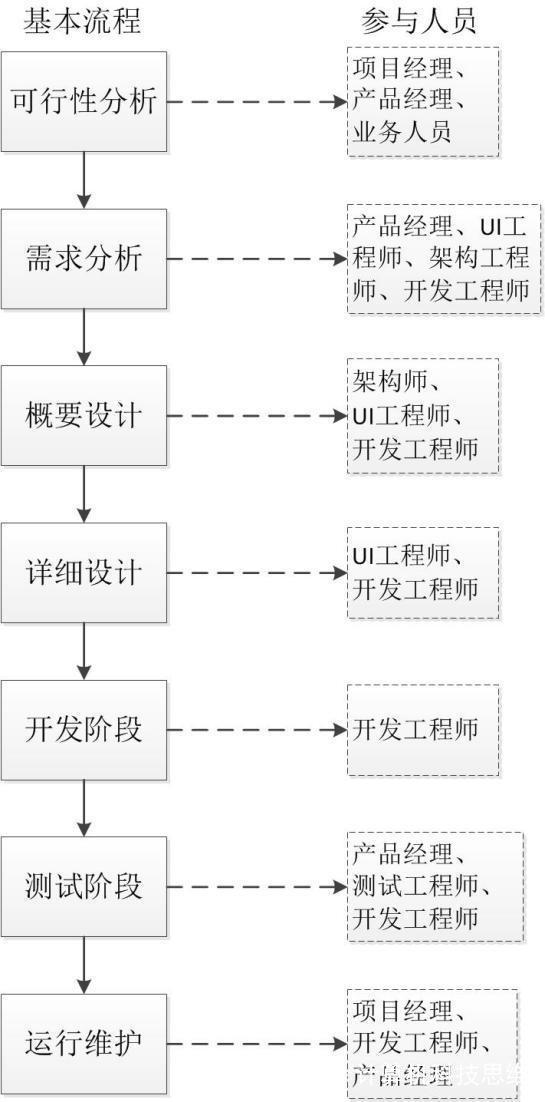 基本流程
参与人员
可行性分析
项目经理、
产品经理、
业务人员
需求分析
产品经理、UI工
程师、架构工程
师、开发工程师
概要设计
架构师、
UI工程师、
开发工程师
详细设计
UI工程师、
开发工程师
开发阶段
开发工程师
测试阶段
产品经理、
测试工程师、
开发工程师
运行维护
项目经理、
开发工程师、
产品经理